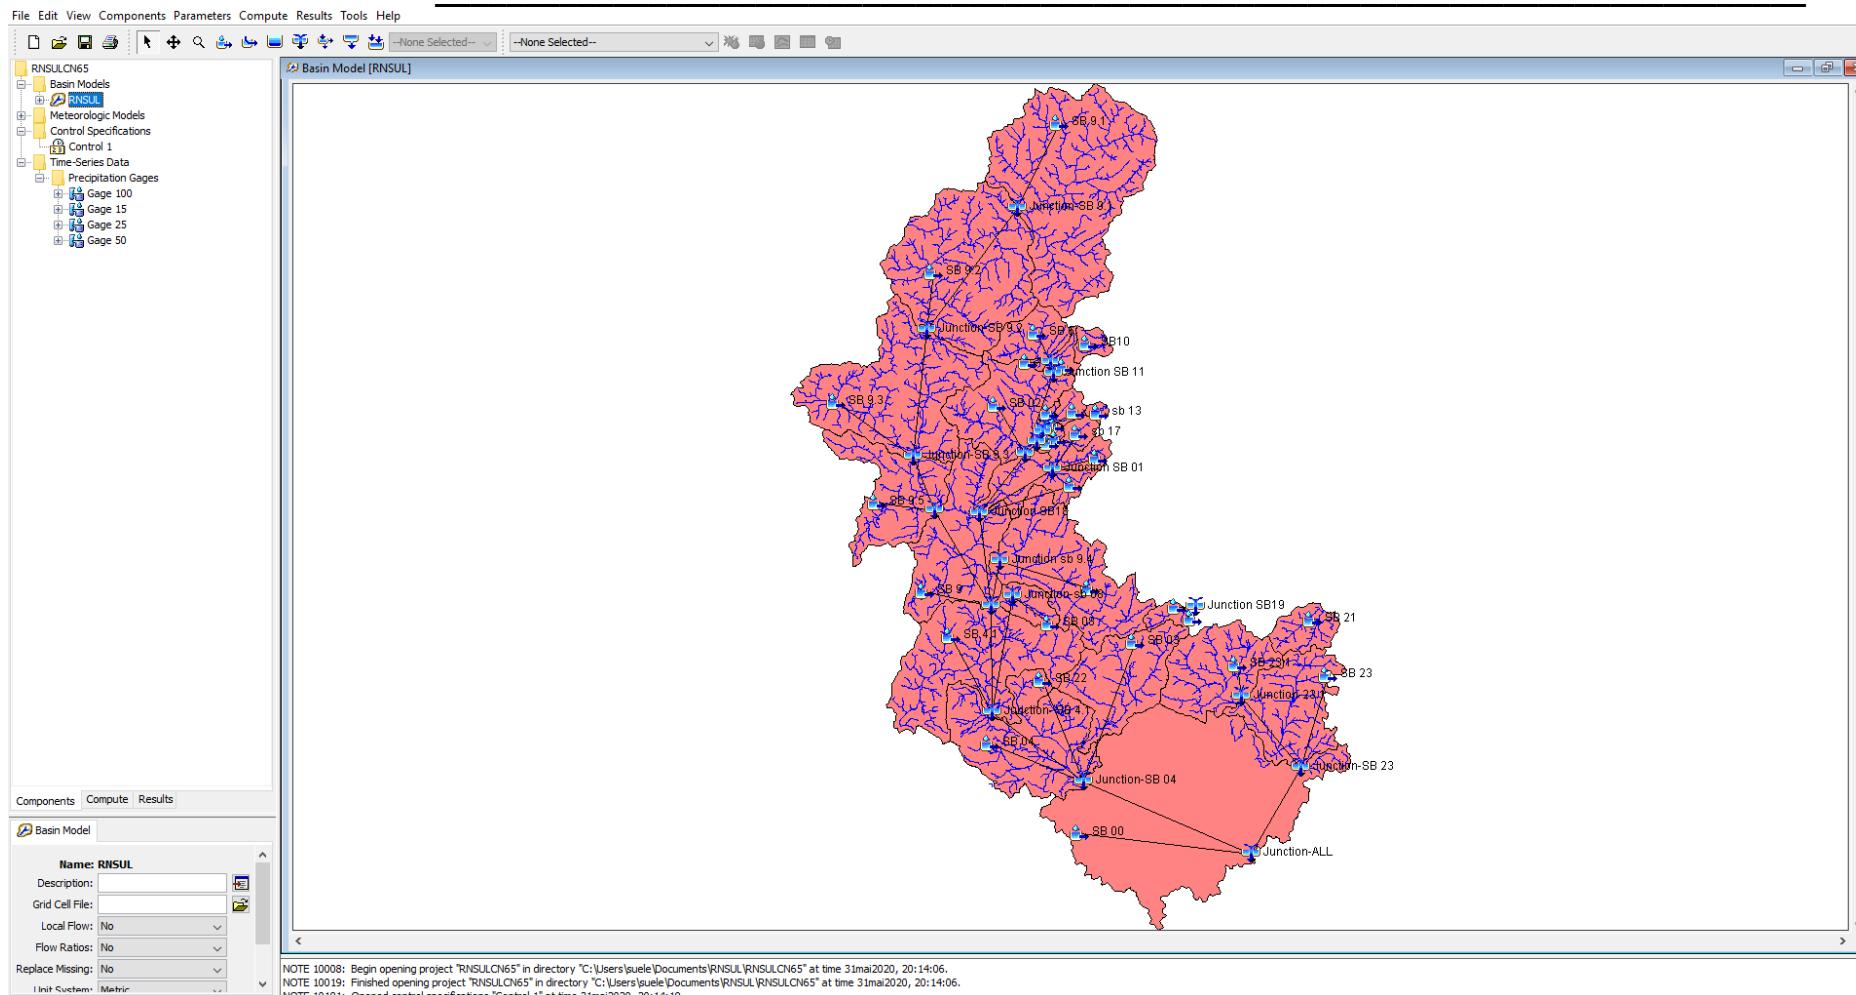 File Edit View Components Parameters Compute Results Tools Help
--None Selected-- --None Selected--
RNSULCN65
Basin Models
RNSUL
Meteorologic Models
Control Specifications
Control 1
Time-Series Data
Precipitation Gages
Gage 100
Gage 15
Gage 25
Gage 50
Components Compute Results
Basin Model
Name: RNSUL
Description:
Grid Cell File:
Local Flow: No
Flow Ratios: No
Replace Missing: No
Unit System: Metric
Basin Model [RNSUL]
SB 9.1
Junction-SB 9.1
SB 9.2
Junction-SB 9.2
SB10
Junction SB 11
SB 9.3
SB 02
sb 13
sb 17
Junction-SB 9.3
Junction SB 01
SB 9.5
Junction SB18
Junction sb 9.4
SB 9
Junction-sb 08
Junction SB19
SB 21
SB 4.1
SB 23.1
SB 22
SB 23
Junction-23.1
Junction-SB 4.1
SB 04
Junction-SB 23
Junction-SB 04
SB 00
Junction-ALL
NOTE 10008: Begin opening project "RNSULCN65" in directory "C:\Users\suele\Documents\RNSUL\RNSULCN65" at time 31mai2020, 20:14:06.
NOTE 10019: Finished opening project "RNSULCN65" in directory "C:\Users\suele\Documents\RNSUL\RNSULCN65" at time 31mai2020, 20:14:06.